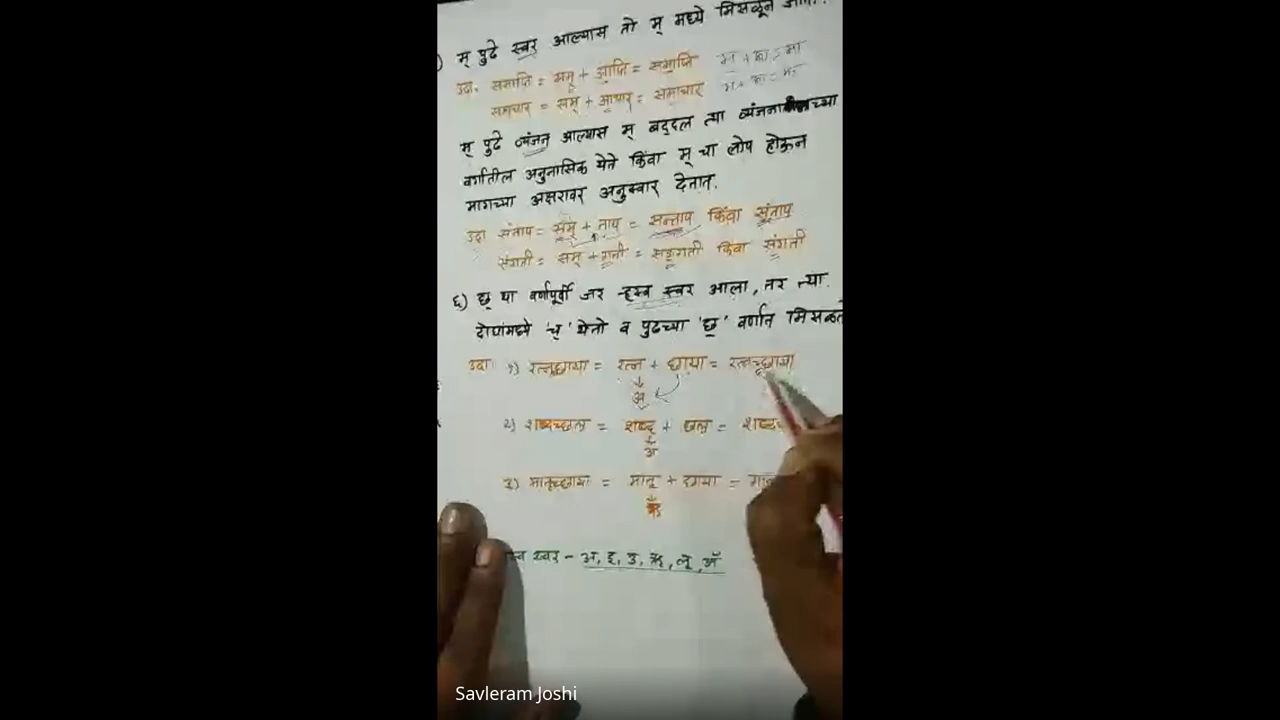 म् पुढे स्वर आल्यास तो म् मध्ये मिसळून
उदा. समाप्ति = सम् + आप्ति = समाप्ति
समाचार = सम् + आचार = समाचार
म् पुढे व्यंजन आल्यास म् बद्दल त्या
वर्गातील अनुनासिक येते किंवा म् चा लोप होऊन
मागच्या अक्षरावर अनुस्वार देतात.
उदा संताप = सम् + ताप = सन्ताप किंवा संताप
संगती = सम् + गती = सङ्गती किंवा संगती
६) छ् या वर्णापूर्वी जर ऱ्हस्व स्वर आला, तर त्या
दोघांमध्ये 'च्' येतो व पुढच्या 'छ्' वर्णात मिसळतो
उदा १) रत्नछाया = रत्न + छाया = रत्नच्छाया
अ
२) शब्दच्छल = शब्द + छल =
अ
३) मातृच्छाया = मातृ + छाया =
ऋ
स्वर - अ, इ, उ, ऋ, लृ, ॲ
Savleram Joshi